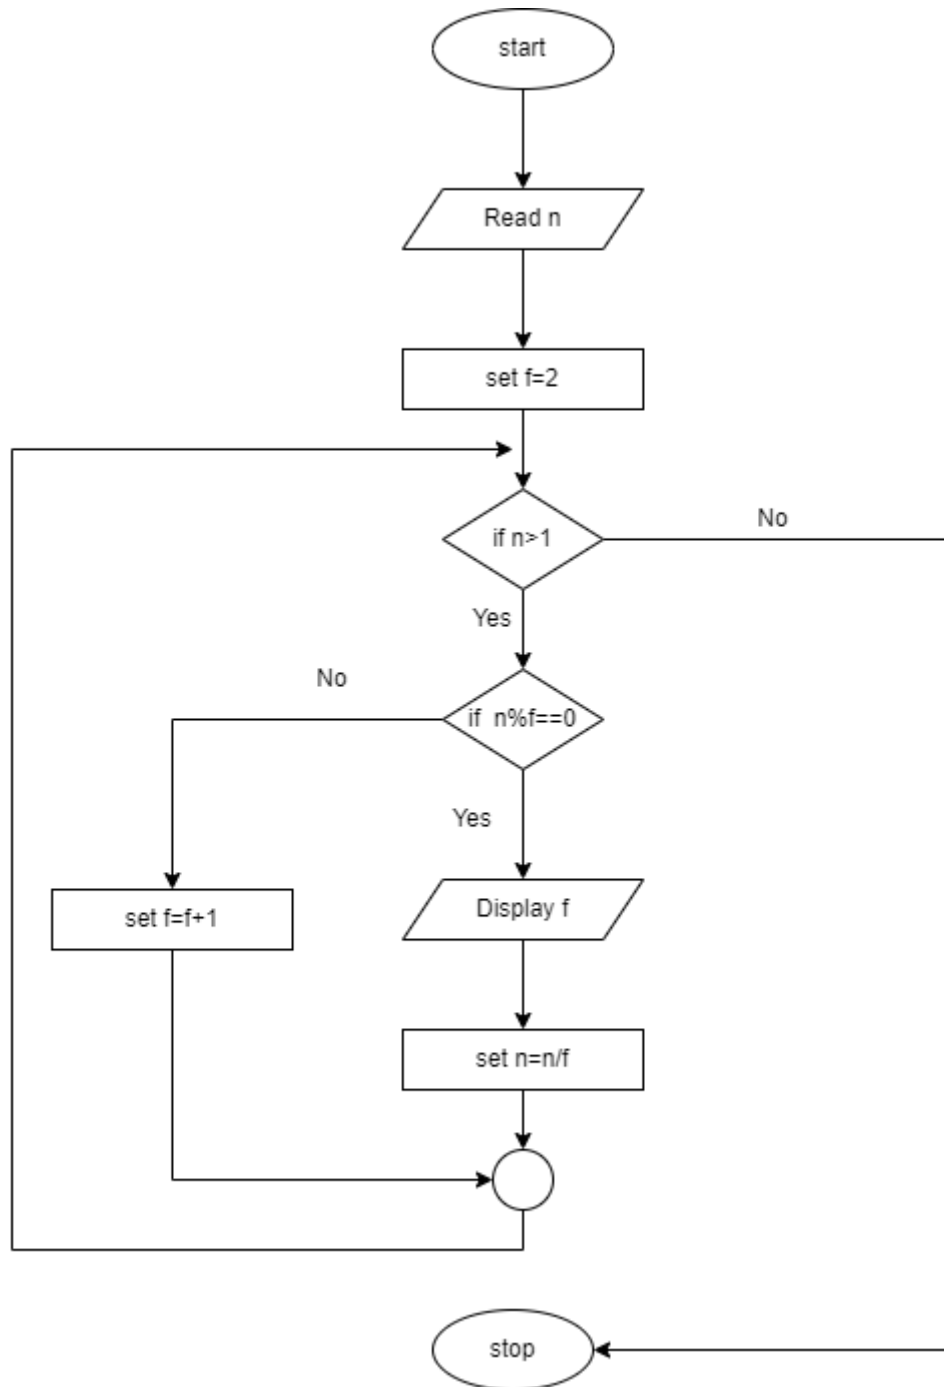 start
Read n
set f=2
if n>1
No
Yes
if  n%f==0
No
Yes
set f=f+1
Display f
set n=n/f
stop